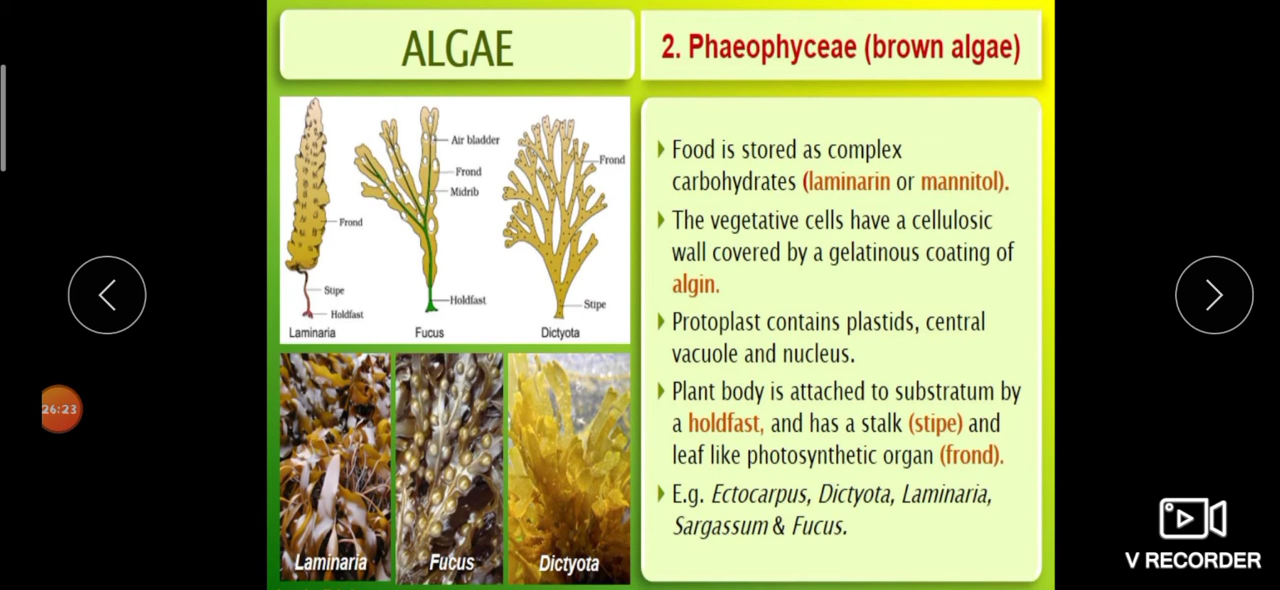 ALGAE
2. Phaeophyceae (brown algae)
Air bladder
Frond
Midrib
Frond
Frond
Stipe
Holdfast
Holdfast
Stipe
Laminaria
Fucus
Dictyota
Laminaria
Fucus
Dictyota
Food is stored as complex
carbohydrates (laminarin or mannitol).
The vegetative cells have a cellulosic
wall covered by a gelatinous coating of
algin.
Protoplast contains plastids, central
vacuole and nucleus.
Plant body is attached to substratum by
a holdfast, and has a stalk (stipe) and
leaf like photosynthetic organ (frond).
E.g. Ectocarpus, Dictyota, Laminaria,
Sargassum & Fucus.
26:23
V RECORDER